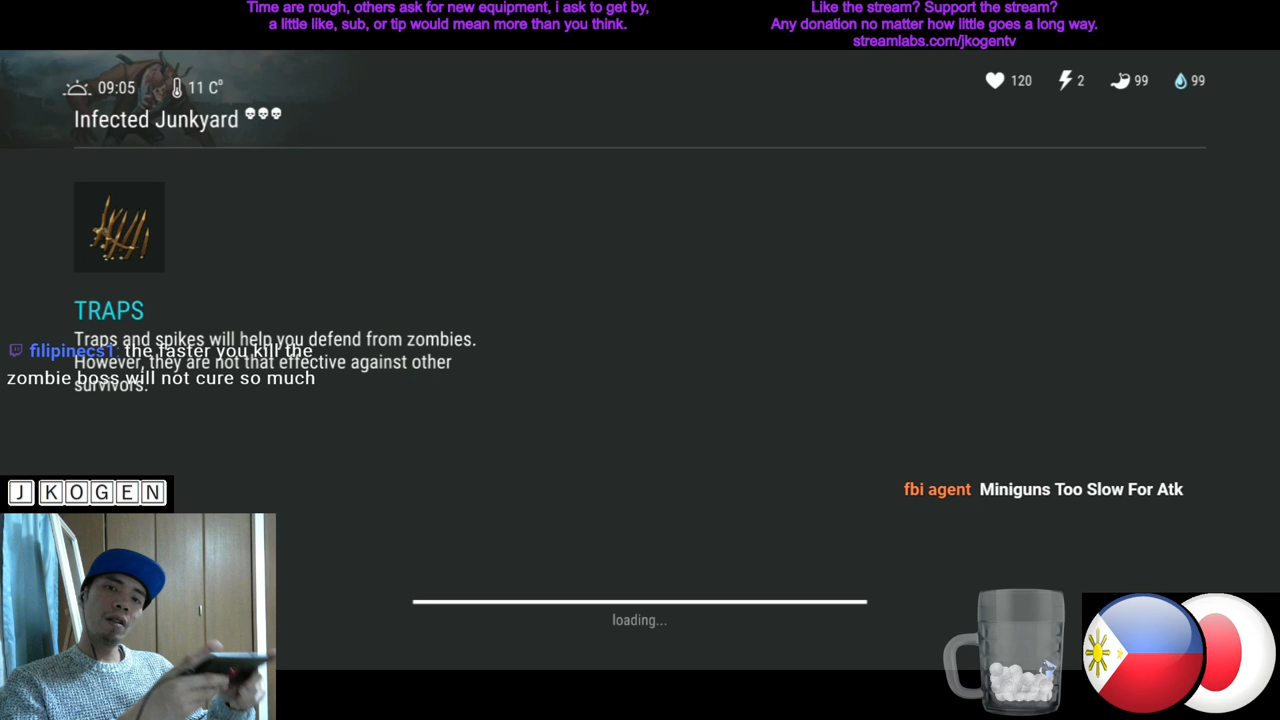 Time are rough, others ask for new equipment, i ask to get by,
a little like, sub, or tip would mean more than you think.
Like the stream? Support the stream?
Any donation no matter how little goes a long way.
streamlabs.com/jkogentv
09:05 11 C°
120 2 99 99
Infected Junkyard
TRAPS
Traps and spikes will help you defend from zombies.
However, they are not that effective against other
survivors.
filipinecs1: the faster you kill the
zombie boss will not cure so much
J KOGEN
fbi agent Miniguns Too Slow For Atk
loading...